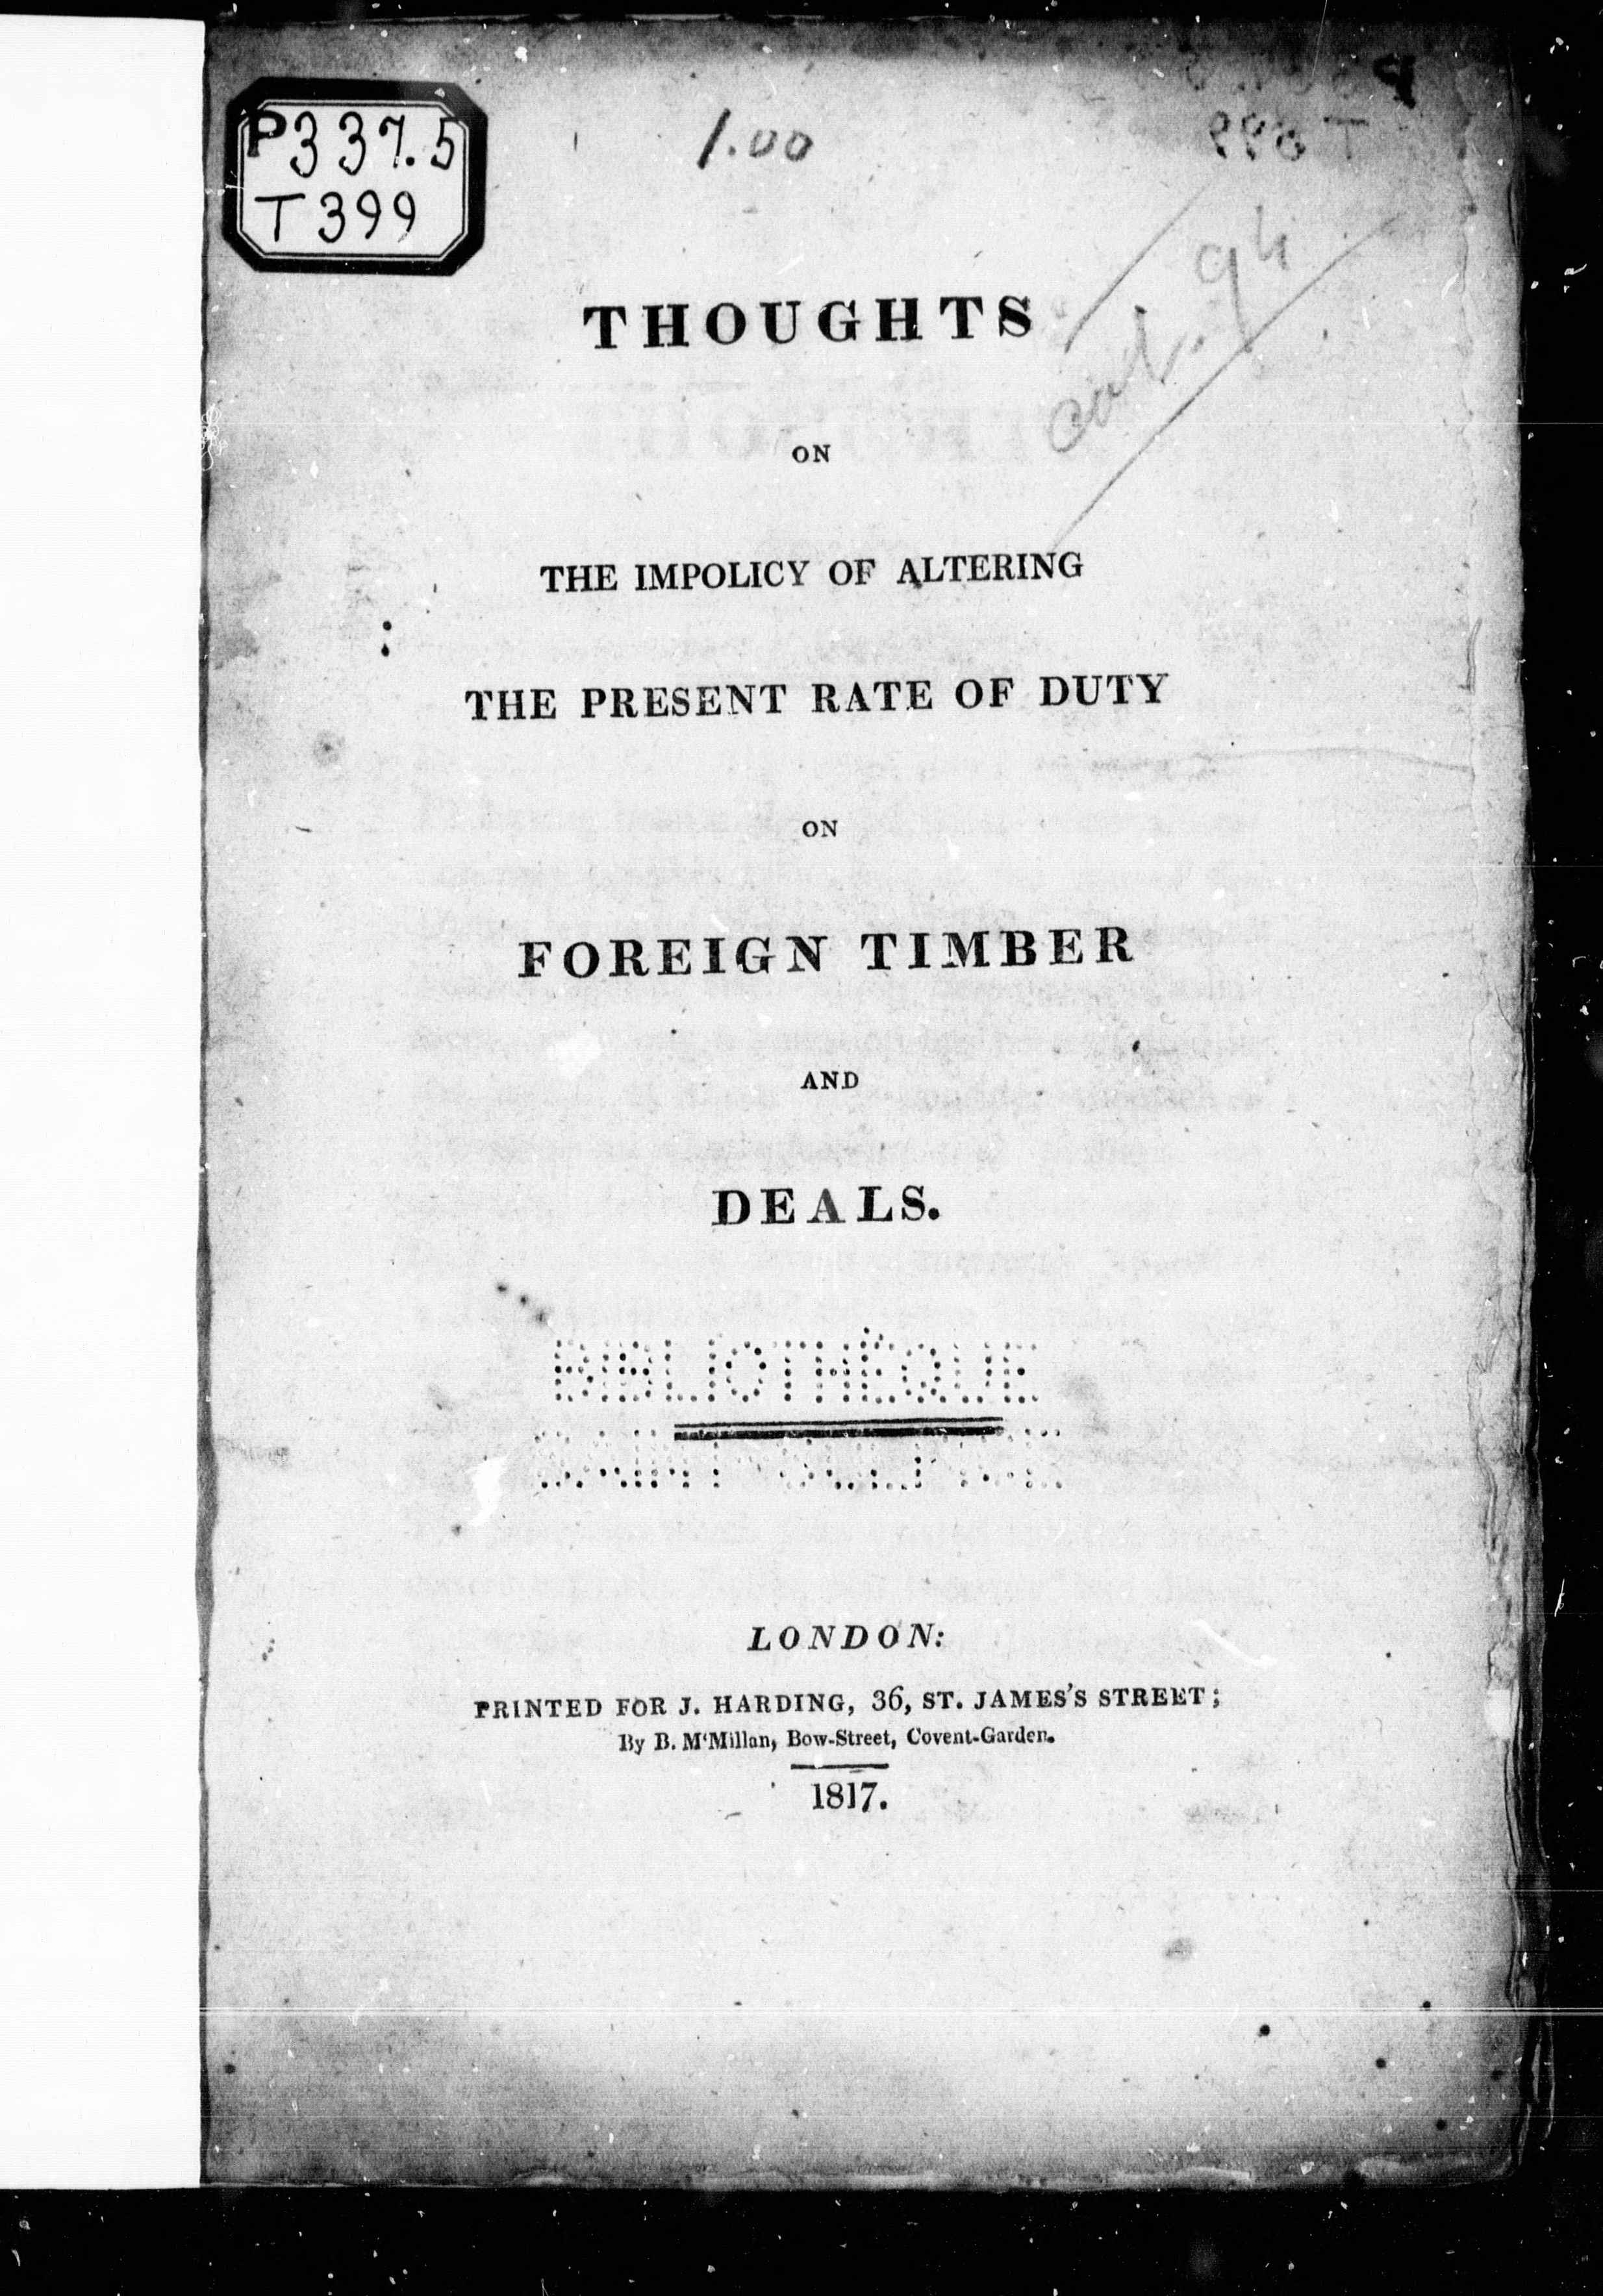 P337.5
T399
1.00
cat. 94
THOUGHTS
ON
THE IMPOLICY OF ALTERING
THE PRESENT RATE OF DUTY
ON
FOREIGN TIMBER
AND
DEALS.
BIBLIOTHÈQUE
LONDON:
PRINTED FOR J. HARDING, 36, ST. JAMES'S STREET;
By B. M'Millan, Bow-Street, Covent-Garden.
1817.